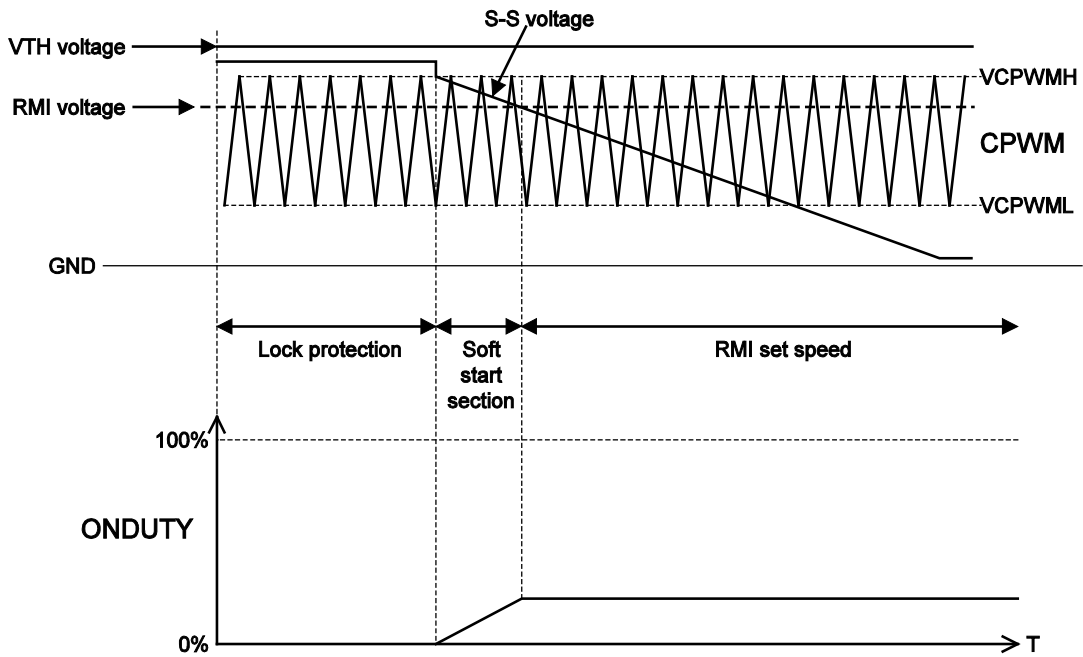 S-S voltage
VTH voltage
VCPWMH
RMI voltage
CPWM
VCPWML
GND
Lock protection
Soft
start
section
RMI set speed
100%
ONDUTY
0%
T